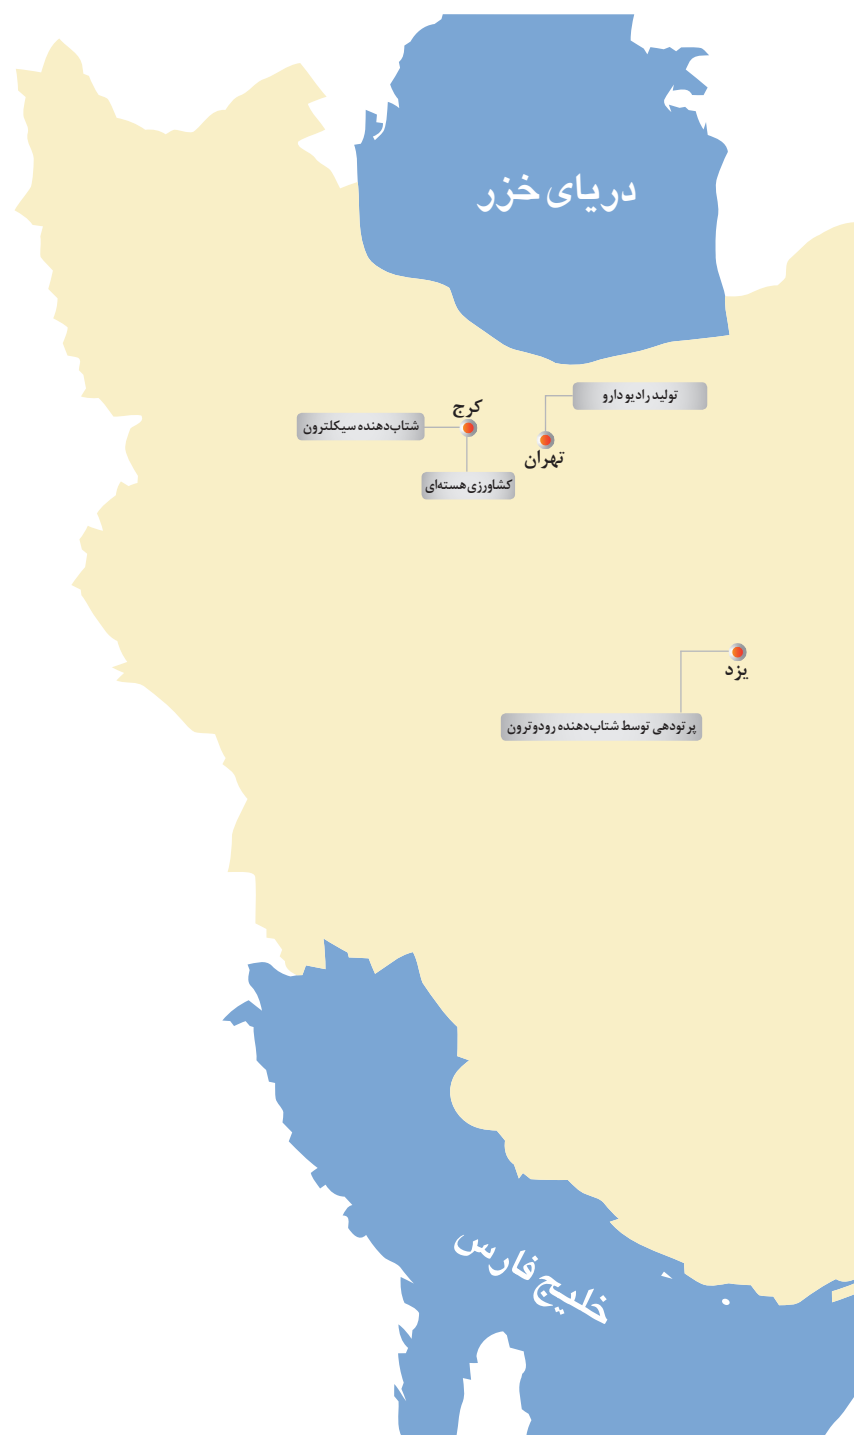 دریای خزر
تولید رادیو دارو
کرج
شتاب‌دهنده سیکلترون
تهران
کشاورزی هسته‌ای
یزد
پرتودهی توسط شتاب‌دهنده رودوترون
خلیج فارس